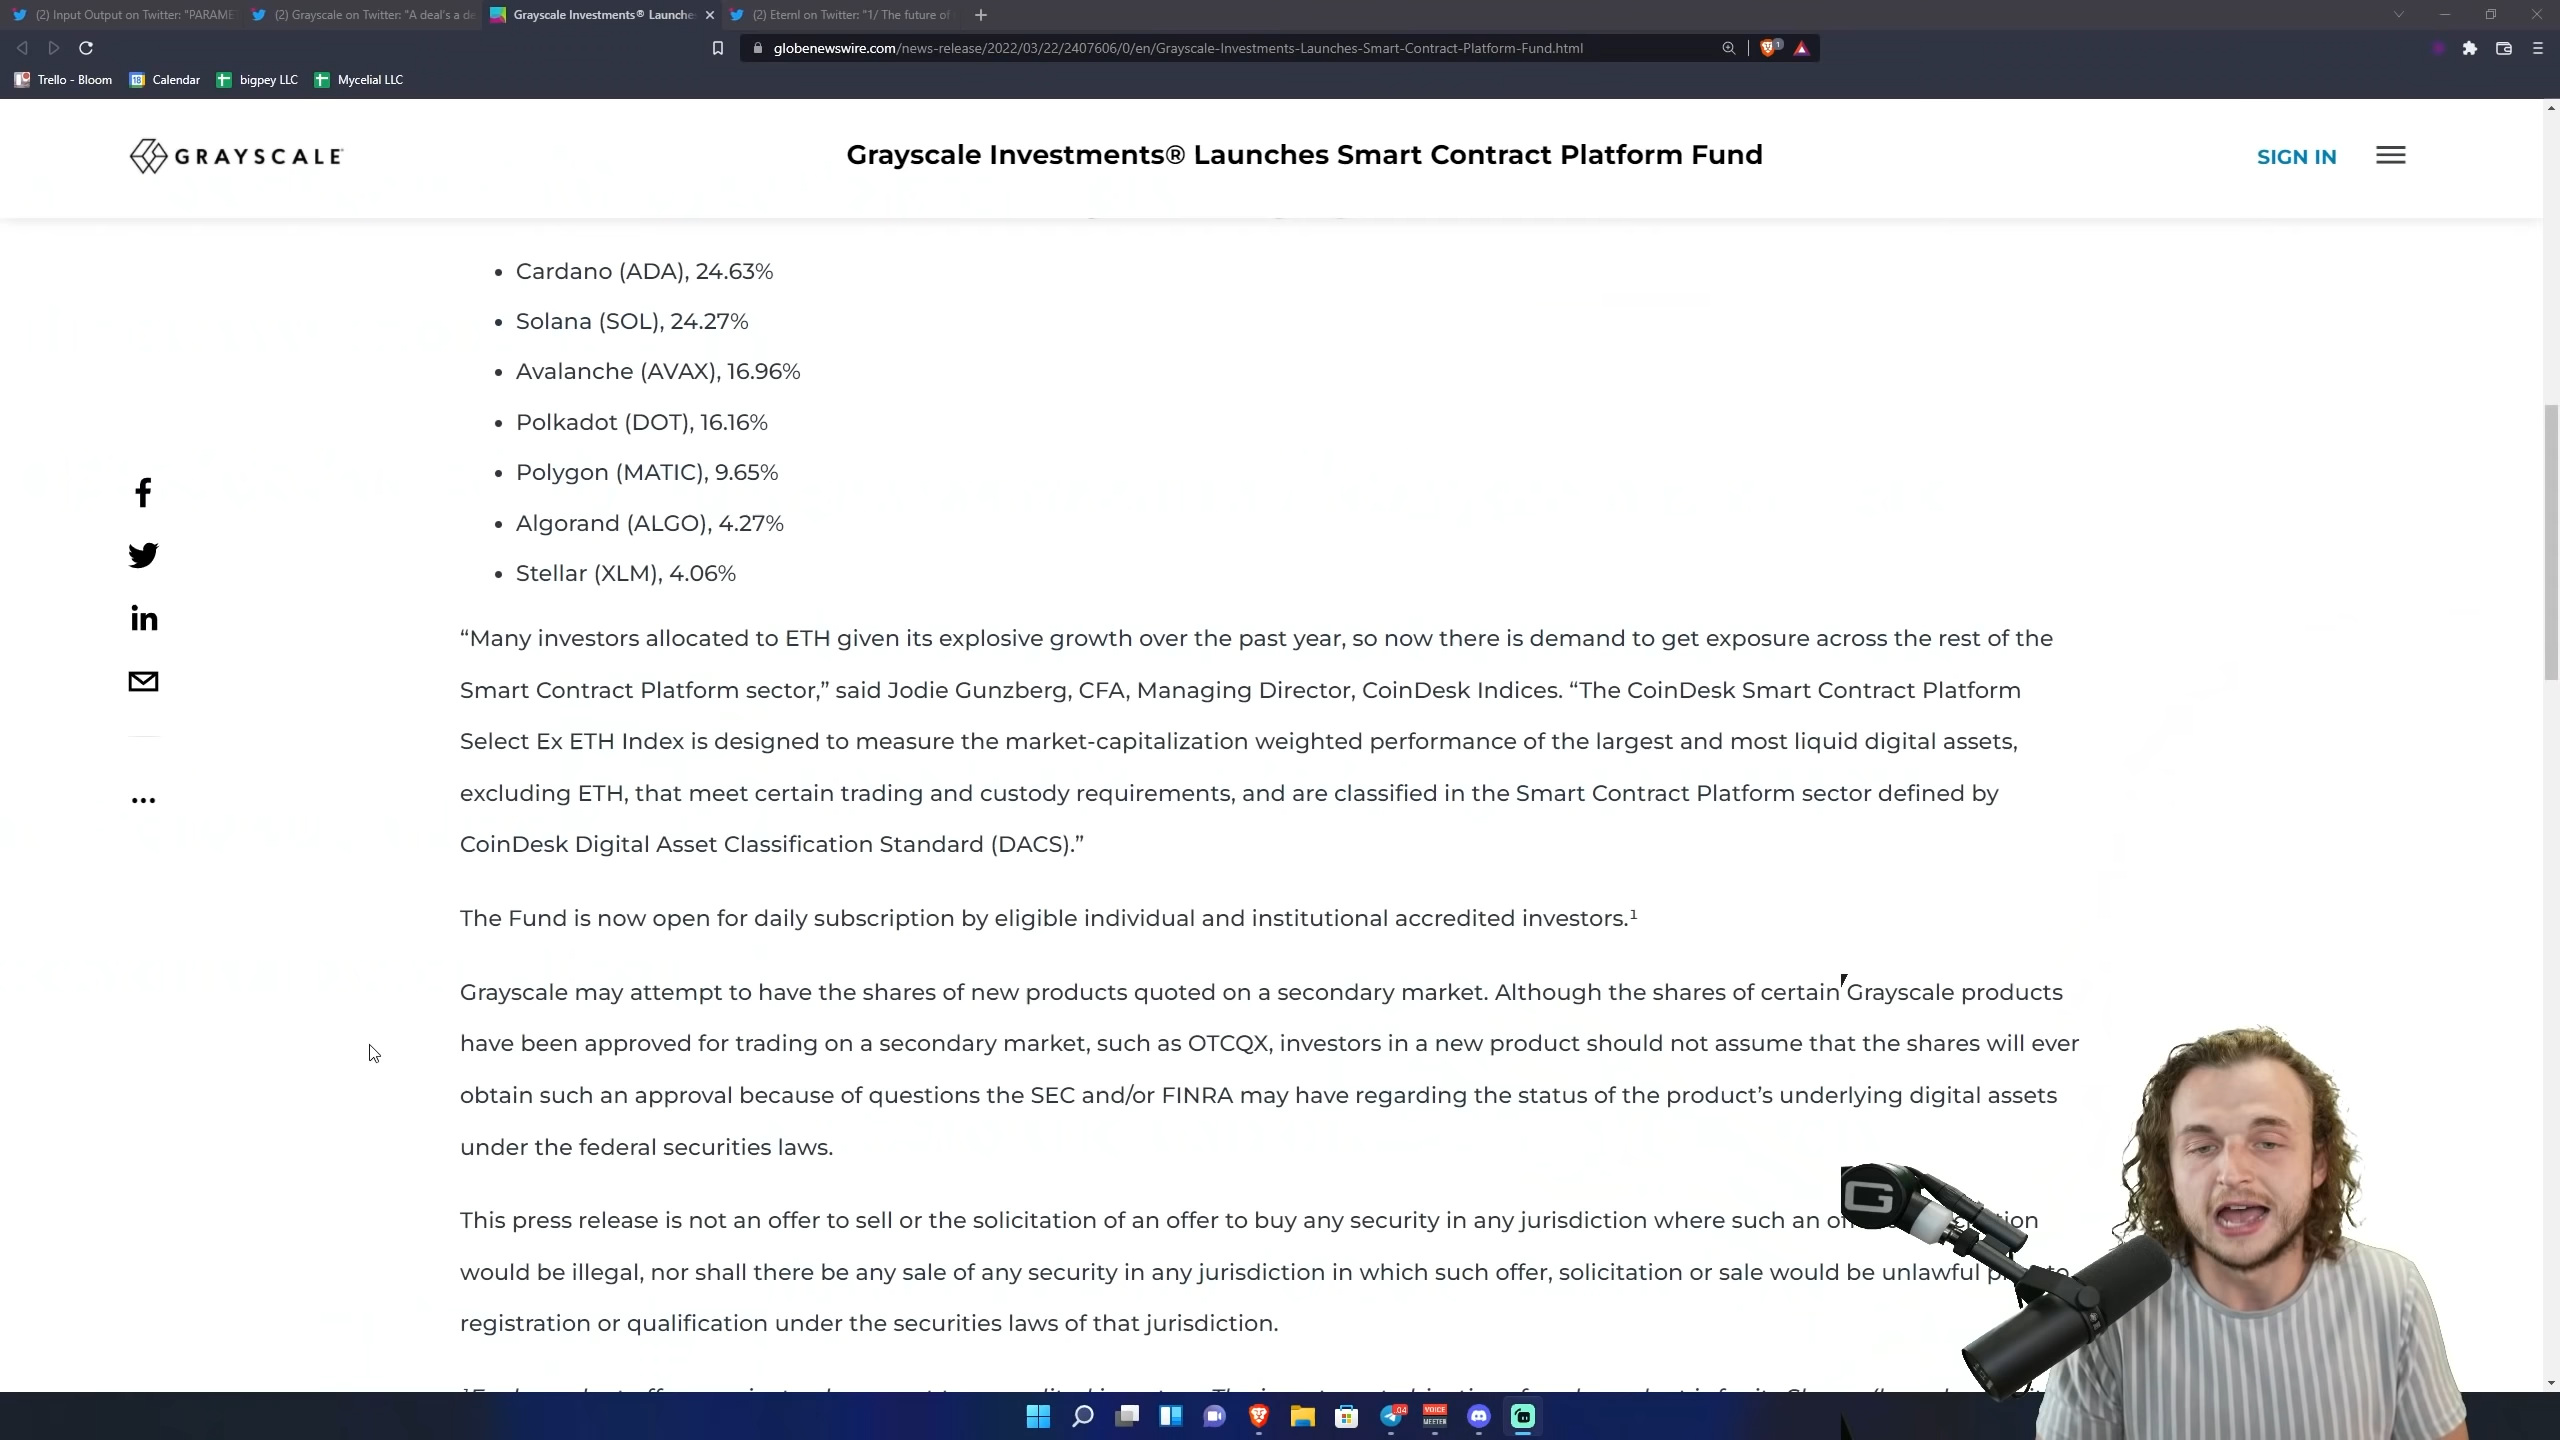 (2) Input Output on Twitter: "PARAME
(2) Grayscale on Twitter: "A deal's a de
Grayscale Investments® Launche
(2) Eternl on Twitter: "1/ The future of
globenewswire.com/news-release/2022/03/22/2407606/0/en/Grayscale-Investments-Launches-Smart-Contract-Platform-Fund.html
1
Trello - Bloom
Calendar
bigpey LLC
Mycelial LLC
GRAYSCALE
Grayscale Investments® Launches Smart Contract Platform Fund
SIGN IN
• Cardano (ADA), 24.63%
• Solana (SOL), 24.27%
• Avalanche (AVAX), 16.96%
• Polkadot (DOT), 16.16%
• Polygon (MATIC), 9.65%
• Algorand (ALGO), 4.27%
• Stellar (XLM), 4.06%
“Many investors allocated to ETH given its explosive growth over the past year, so now there is demand to get exposure across the rest of the
Smart Contract Platform sector,” said Jodie Gunzberg, CFA, Managing Director, CoinDesk Indices. “The CoinDesk Smart Contract Platform
Select Ex ETH Index is designed to measure the market-capitalization weighted performance of the largest and most liquid digital assets,
excluding ETH, that meet certain trading and custody requirements, and are classified in the Smart Contract Platform sector defined by
CoinDesk Digital Asset Classification Standard (DACS).”
The Fund is now open for daily subscription by eligible individual and institutional accredited investors.¹
Grayscale may attempt to have the shares of new products quoted on a secondary market. Although the shares of certain Grayscale products
have been approved for trading on a secondary market, such as OTCQX, investors in a new product should not assume that the shares will ever
obtain such an approval because of questions the SEC and/or FINRA may have regarding the status of the product’s underlying digital assets
under the federal securities laws.
This press release is not an offer to sell or the solicitation of an offer to buy any security in any jurisdiction where such an
would be illegal, nor shall there be any sale of any security in any jurisdiction in which such offer, solicitation or sale would be unlawful
registration or qualification under the securities laws of that jurisdiction.
G
VOICE
MEETER